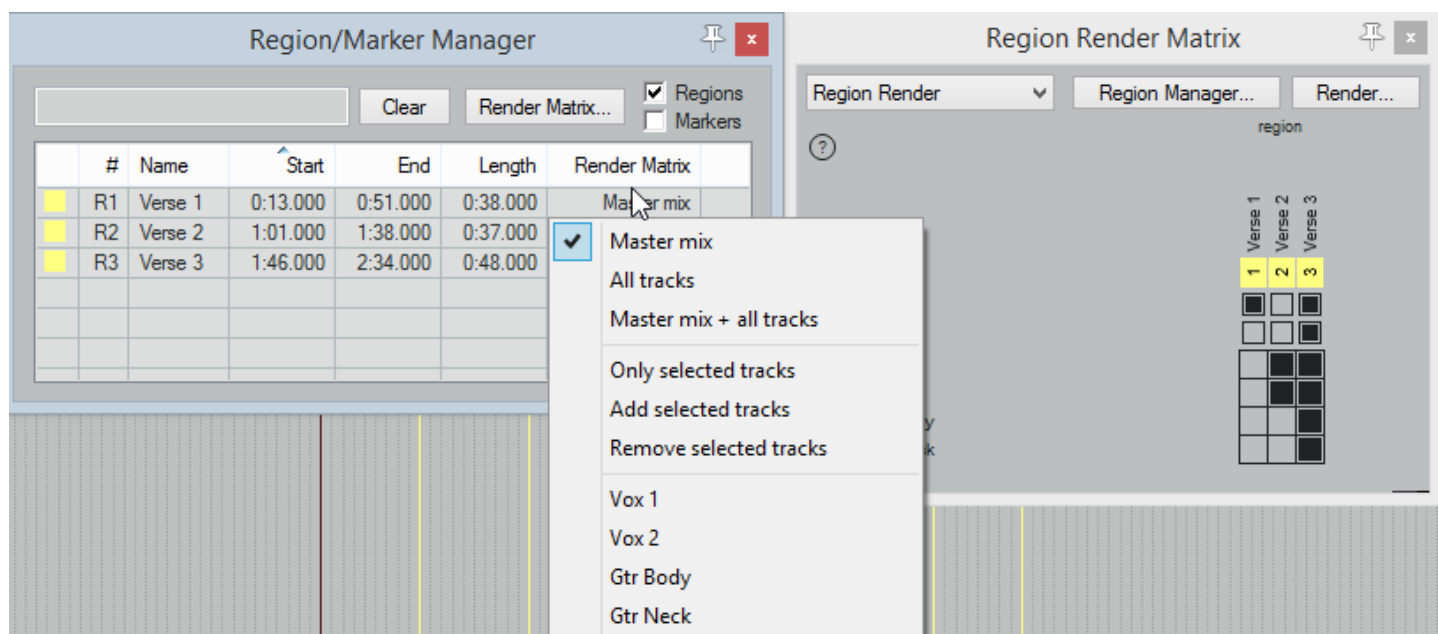 Region/Marker Manager
x
Clear
Render Matrix...
Regions
Markers
# Name Start End Length Render Matrix
R1 Verse 1 0:13.000 0:51.000 0:38.000 mix
R2 Verse 2 1:01.000 1:38.000 0:37.000
R3 Verse 3 1:46.000 2:34.000 0:48.000
Master mix
All tracks
Master mix + all tracks
Only selected tracks
Add selected tracks
Remove selected tracks
Vox 1
Vox 2
Gtr Body
Gtr Neck
Region Render Matrix
x
Region Render
Region Manager...
Render...
region
?
Verse 1
Verse 2
Verse 3
1 2 3